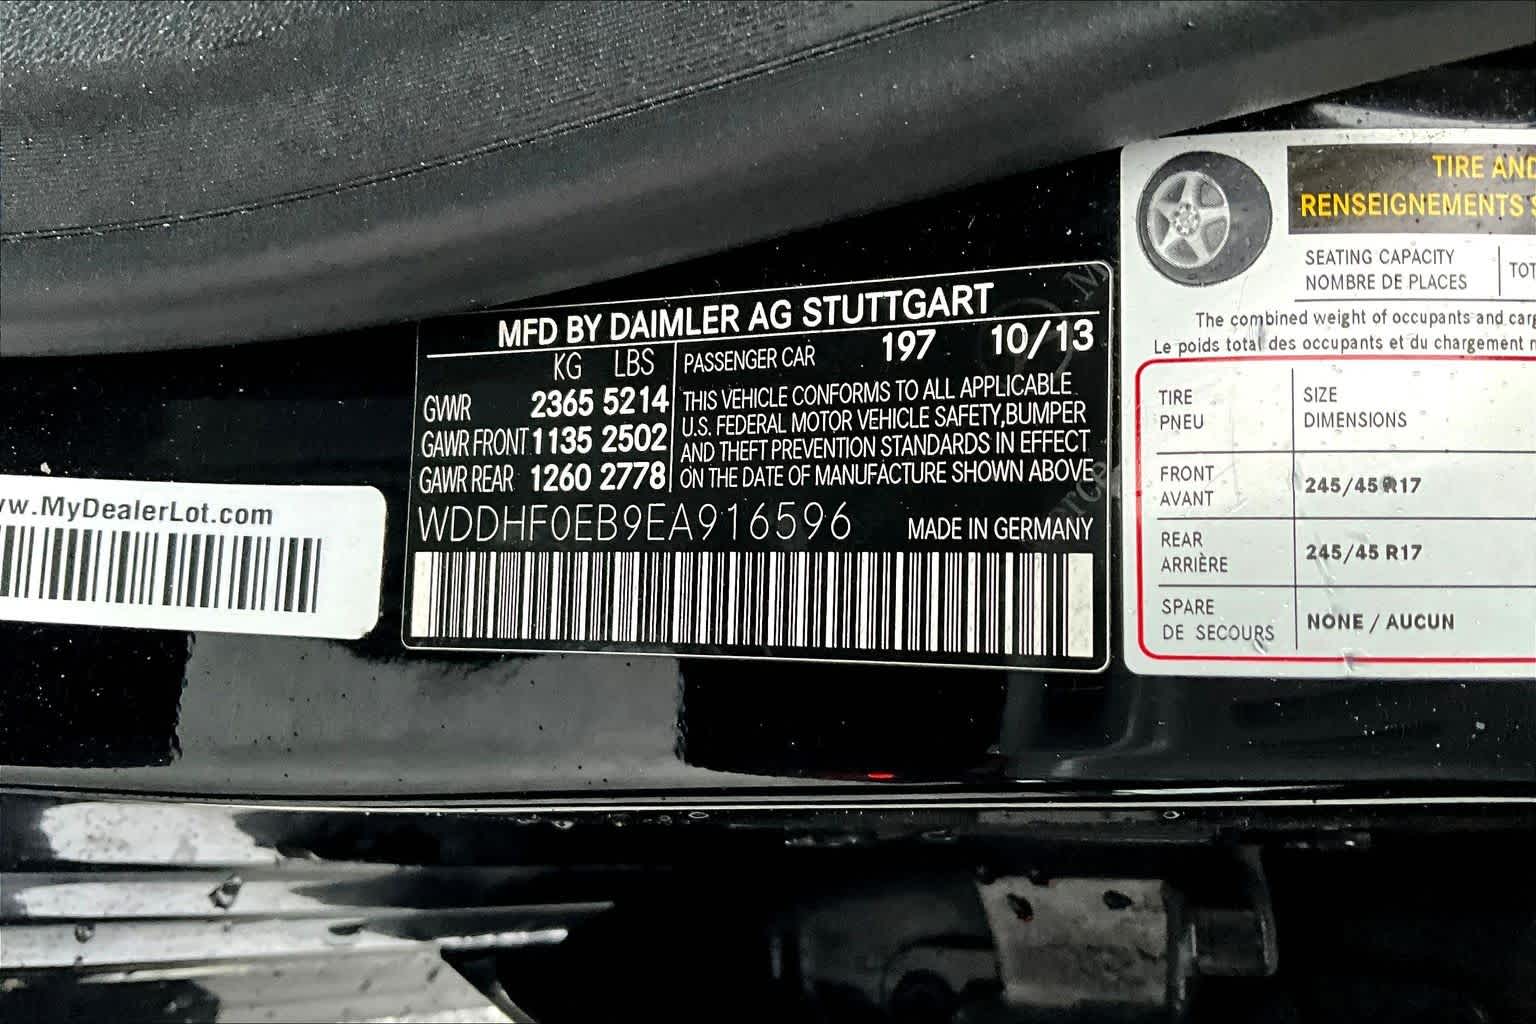 MFD BY DAIMLER AG STUTTGART
KG LBS PASSENGER CAR 197 10/13
GVWR 2365 5214
GAWR FRONT 1135 2502
GAWR REAR 1260 2778
THIS VEHICLE CONFORMS TO ALL APPLICABLE
U.S. FEDERAL MOTOR VEHICLE SAFETY,BUMPER
AND THEFT PREVENTION STANDARDS IN EFFECT
ON THE DATE OF MANUFACTURE SHOWN ABOVE
WDDHF0EB9EA916596 MADE IN GERMANY
MyDealerLot.com
TIRE AND
RENSEIGNEMENTS
SEATING CAPACITY
NOMBRE DE PLACES
The combined weight of occupants and
Le poids total des occupants et du chargement
TIRE
PNEU
SIZE
DIMENSIONS
FRONT
AVANT
245/45 R17
REAR
ARRIÈRE
245/45 R17
SPARE
DE SECOURS
NONE / AUCUN